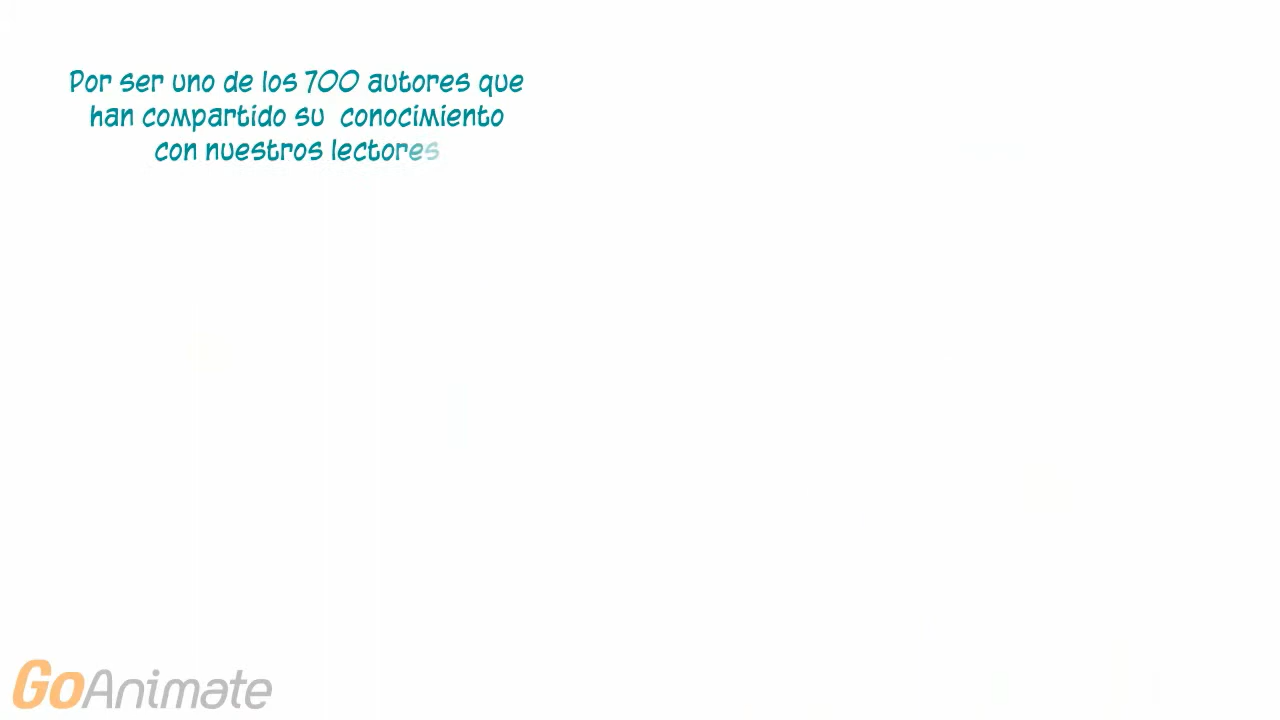 Por ser uno de los 700 autores que
han compartido su conocimiento
con nuestros lectores
GoAnimate